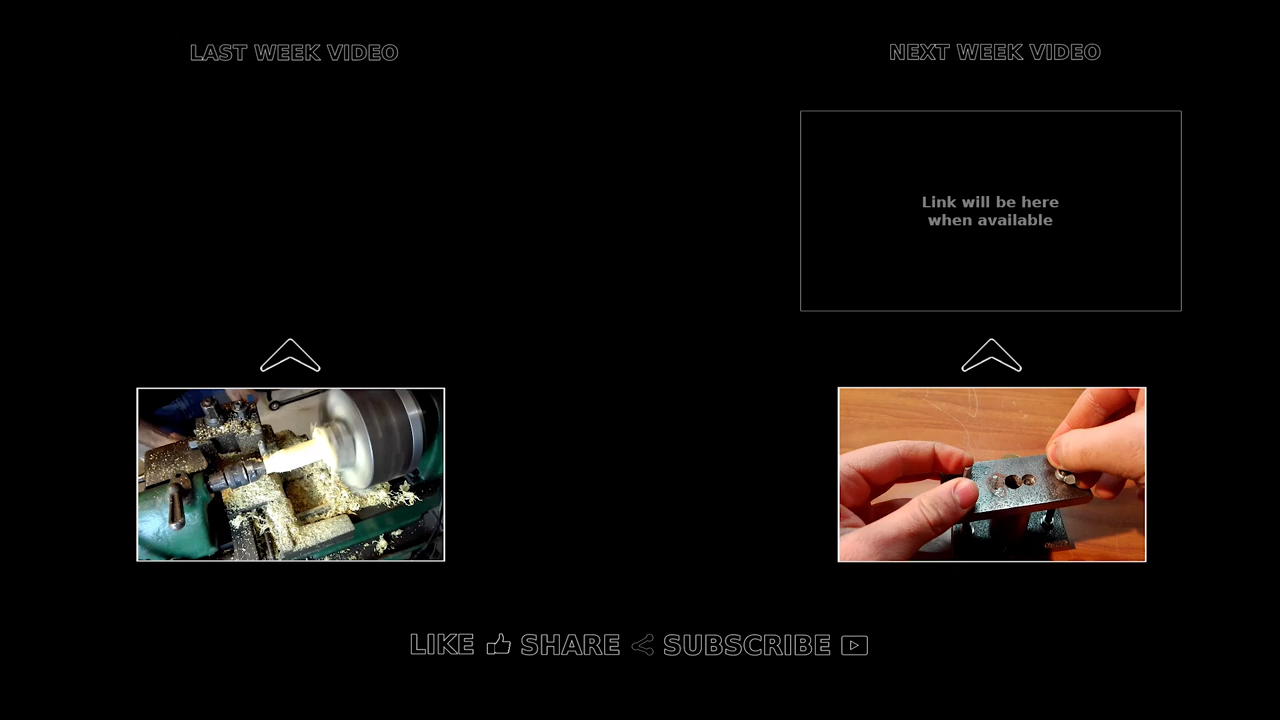 LAST WEEK VIDEO
NEXT WEEK VIDEO
Link will be here
when available
LIKE SHARE SUBSCRIBE